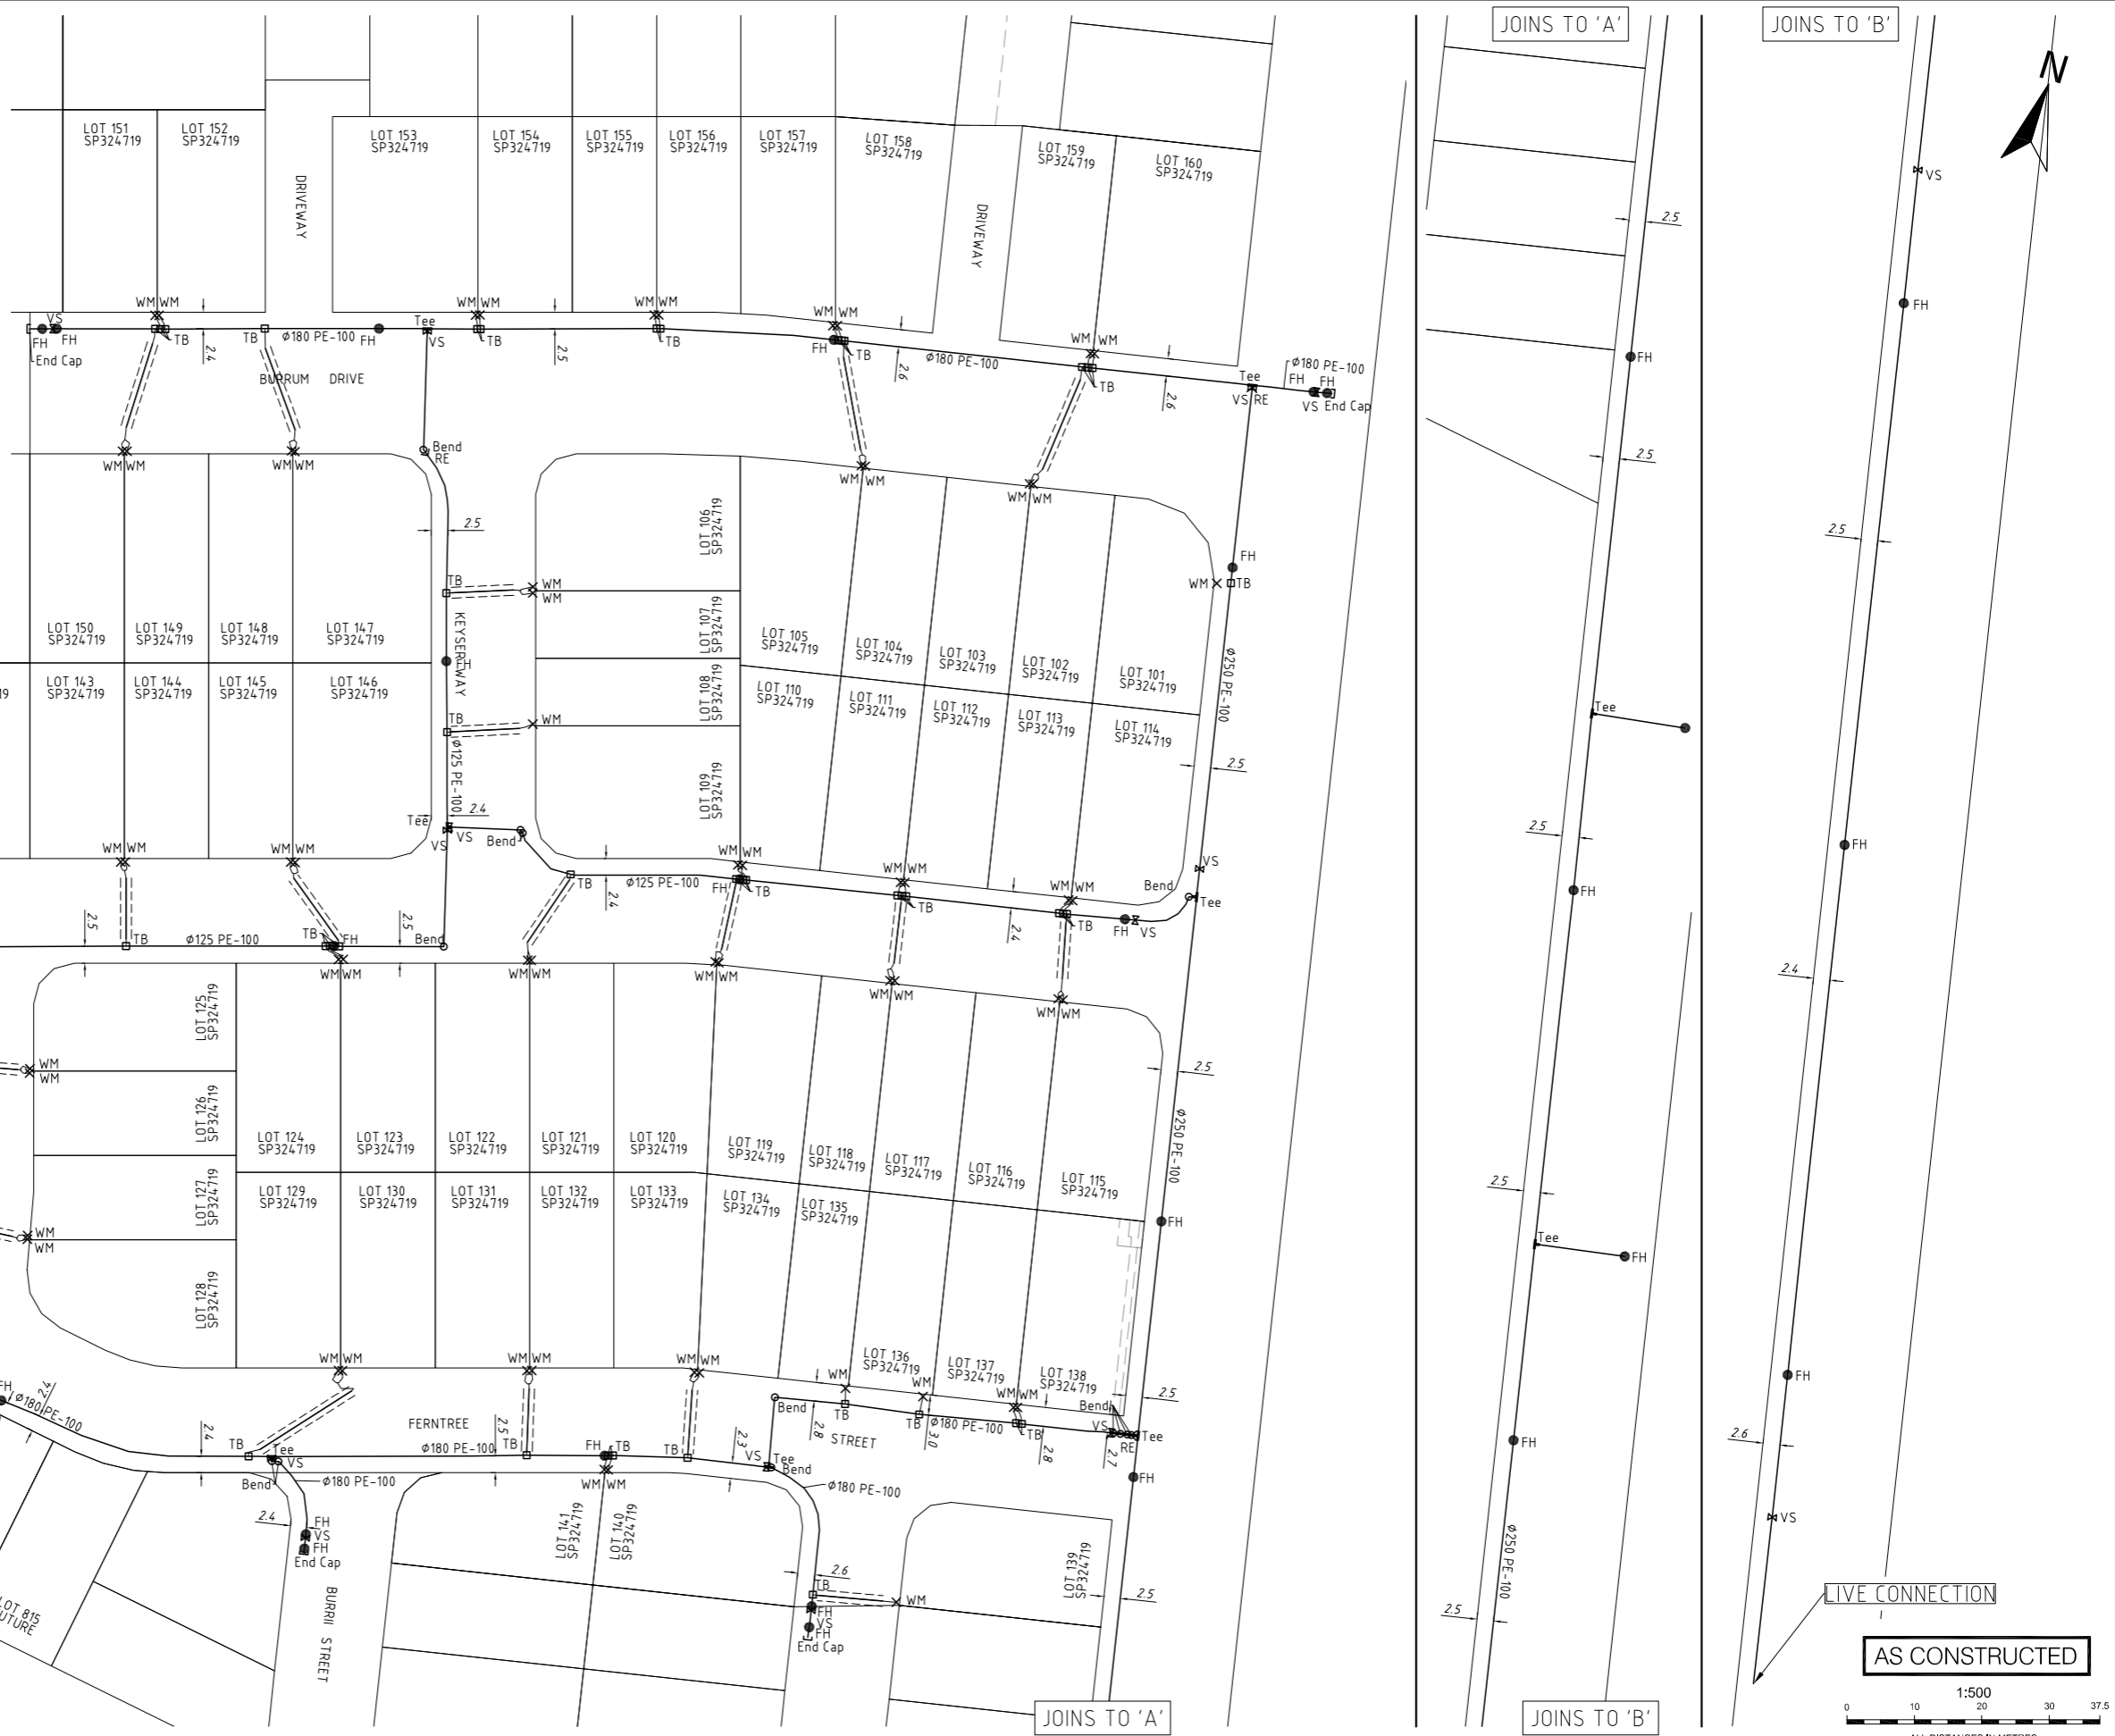 JOINS TO 'A'
JOINS TO 'B'
N
LOT 151
SP324719
LOT 152
SP324719
DRIVEWAY
LOT 153
SP324719
LOT 154
SP324719
LOT 155
SP324719
LOT 156
SP324719
LOT 157
SP324719
LOT 158
SP324719
DRIVEWAY
LOT 159
SP324719
LOT 160
SP324719
WM WM
WM WM
WM WM
WM WM
WM WM
VS
FH
FH
End Cap
TB
2.4
TB
Ø180 PE-100
FH
Tee
VS
TB
2.5
TB
FH
TB
2.6
Ø180 PE-100
TB
2.6
Tee
VS RE
Ø180 PE-100
FH
FH
VS
End Cap
BURRUM DRIVE
WM WM
WM WM
Bend
RE
WM WM
WM WM
2.5
TB
WM
WM
KEYSER WAY
FH
TB
WM
Ø125 PE-100
2.4
Tee
VS
VS
Bend
LOT 106
SP324719
LOT 107
SP324719
LOT 108
SP324719
LOT 109
SP324719
LOT 150
SP324719
LOT 149
SP324719
LOT 148
SP324719
LOT 147
SP324719
19
LOT 143
SP324719
LOT 144
SP324719
LOT 145
SP324719
LOT 146
SP324719
LOT 105
SP324719
LOT 104
SP324719
LOT 103
SP324719
LOT 102
SP324719
LOT 101
SP324719
LOT 110
SP324719
LOT 111
SP324719
LOT 112
SP324719
LOT 113
SP324719
LOT 114
SP324719
FH
WM
TB
Ø250 PE-100
2.5
VS
Bend
Tee
WM WM
WM WM
WM WM
WM WM
WM WM
2.5
TB
Ø125 PE-100
TB
FH
2.5
Bend
TB
2.4
Ø125 PE-100
FH
TB
TB
2.4
TB
FH
VS
WM WM
WM WM
WM WM
WM WM
WM WM
LOT 125
SP324719
LOT 126
SP324719
LOT 127
SP324719
LOT 128
SP324719
WM
WM
WM
WM
LOT 124
SP324719
LOT 123
SP324719
LOT 122
SP324719
LOT 121
SP324719
LOT 120
SP324719
LOT 119
SP324719
LOT 118
SP324719
LOT 117
SP324719
LOT 116
SP324719
LOT 115
SP324719
2.5
Ø250 PE-100
FH
LOT 129
SP324719
LOT 130
SP324719
LOT 131
SP324719
LOT 132
SP324719
LOT 133
SP324719
LOT 134
SP324719
LOT 135
SP324719
LOT 136
SP324719
LOT 137
SP324719
LOT 138
SP324719
WM WM
WM WM
WM WM
WM
WM
WM WM
Bend
2.5
FH
2.4
Ø180 PE-100
2.4
TB
Tee
VS
Bend
Ø180 PE-100
FERNTREE
Ø180 PE-100
2.5
TB
FH
TB
TB
WM WM
2.3
VS
Tee
Bend
Ø180 PE-100
Bend
2.8
STREET
TB
TB
3.0
Ø180 PE-100
TB
2.8
VS
2.7
RE
Tee
FH
2.4
FH
VS
FH
End Cap
BURRII STREET
LOT 141
SP324719
LOT 140
SP324719
2.6
TB
WM
FH
VS
FH
End Cap
LOT 139
SP324719
2.5
LOT 815
UTURE
JOINS TO 'A'
2.5
FH
2.5
Tee
2.5
FH
2.5
Tee
FH
FH
Ø250 PE-100
2.5
JOINS TO 'B'
VS
FH
2.5
FH
2.4
FH
2.6
VS
LIVE CONNECTION
AS CONSTRUCTED
1:500
0 10 20 30 37.5
ALL DISTANCES IN METRES